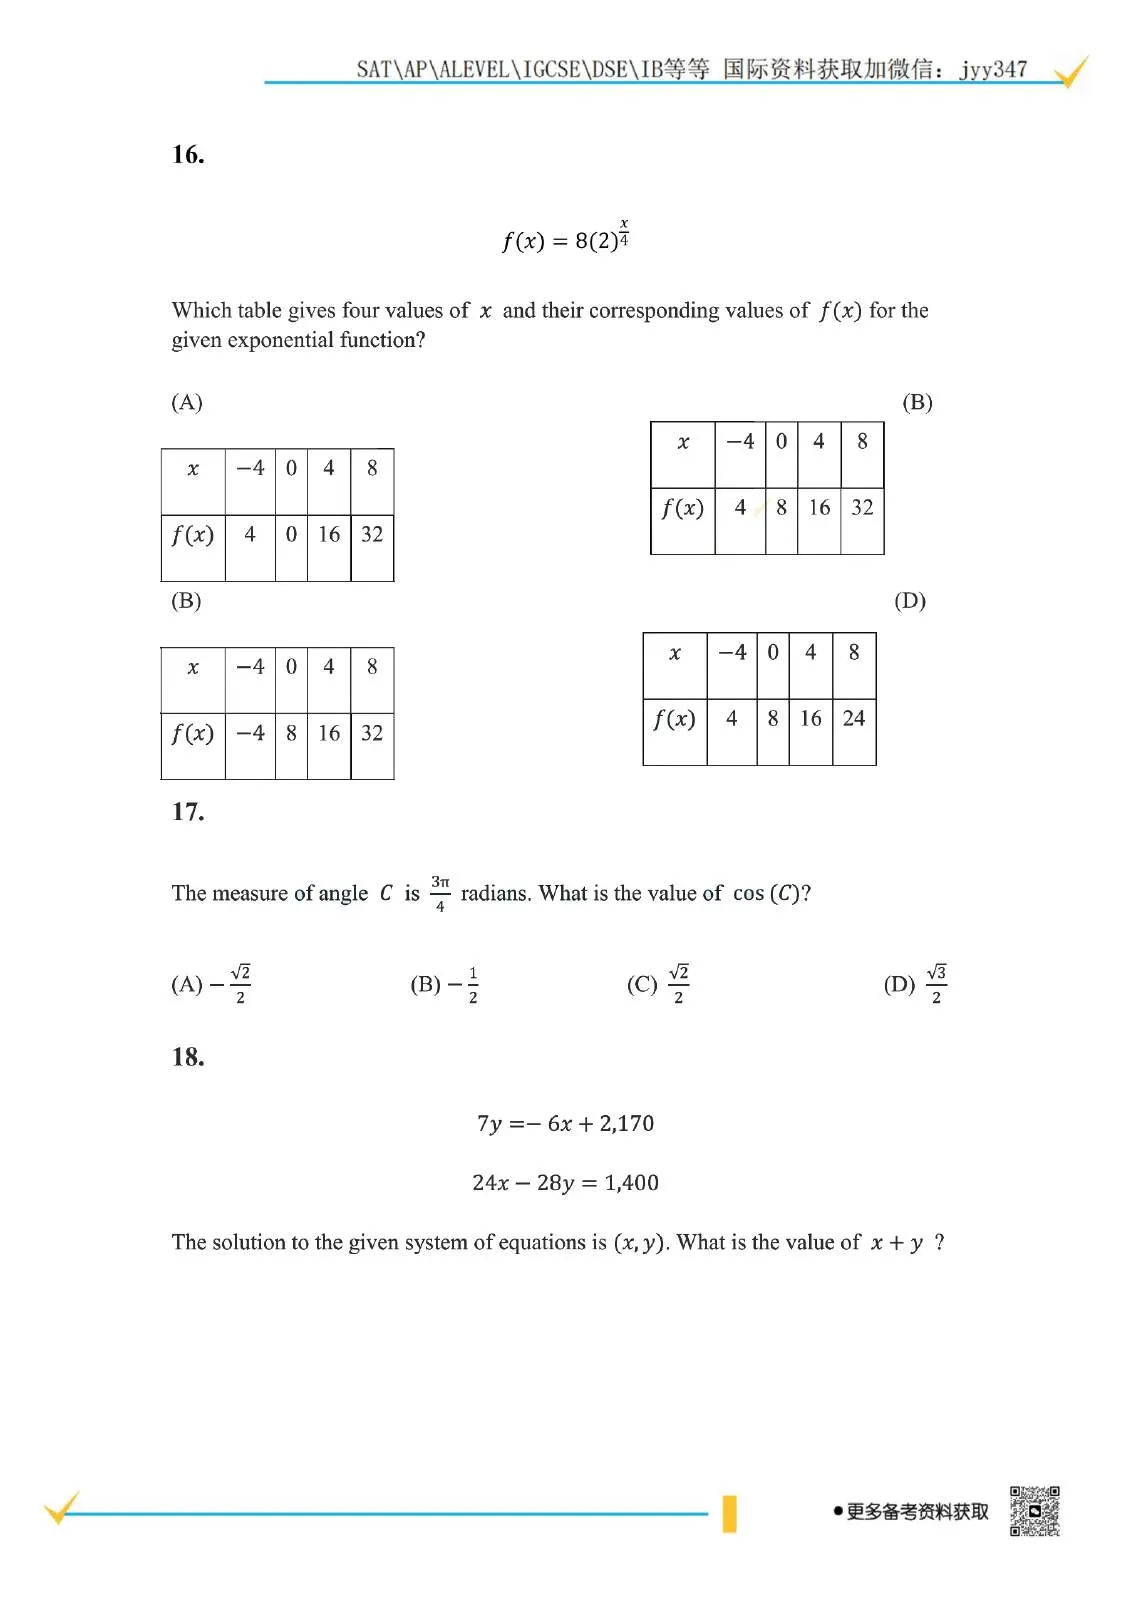 SAT\AP\ALEVEL\IGCSE\DSE\IB等等 国际资料获取加微信：jyy347
16.
f(x) = 8(2)^{x/4}
Which table gives four values of x and their corresponding values of f(x) for the
given exponential function?
(A)
x −4 0 4 8
f(x) 4 0 16 32
(B)
x −4 0 4 8
f(x) 4 8 16 32
(B)
x −4 0 4 8
f(x) −4 8 16 32
(D)
x −4 0 4 8
f(x) 4 8 16 24
17.
The measure of angle C is 3π/4 radians. What is the value of cos (C)?
(A) −√2/2 (B) −1/2 (C) √2/2 (D) √3/2
18.
7y =− 6x + 2,170
24x − 28y = 1,400
The solution to the given system of equations is (x, y). What is the value of x + y ?
●更多备考资料获取